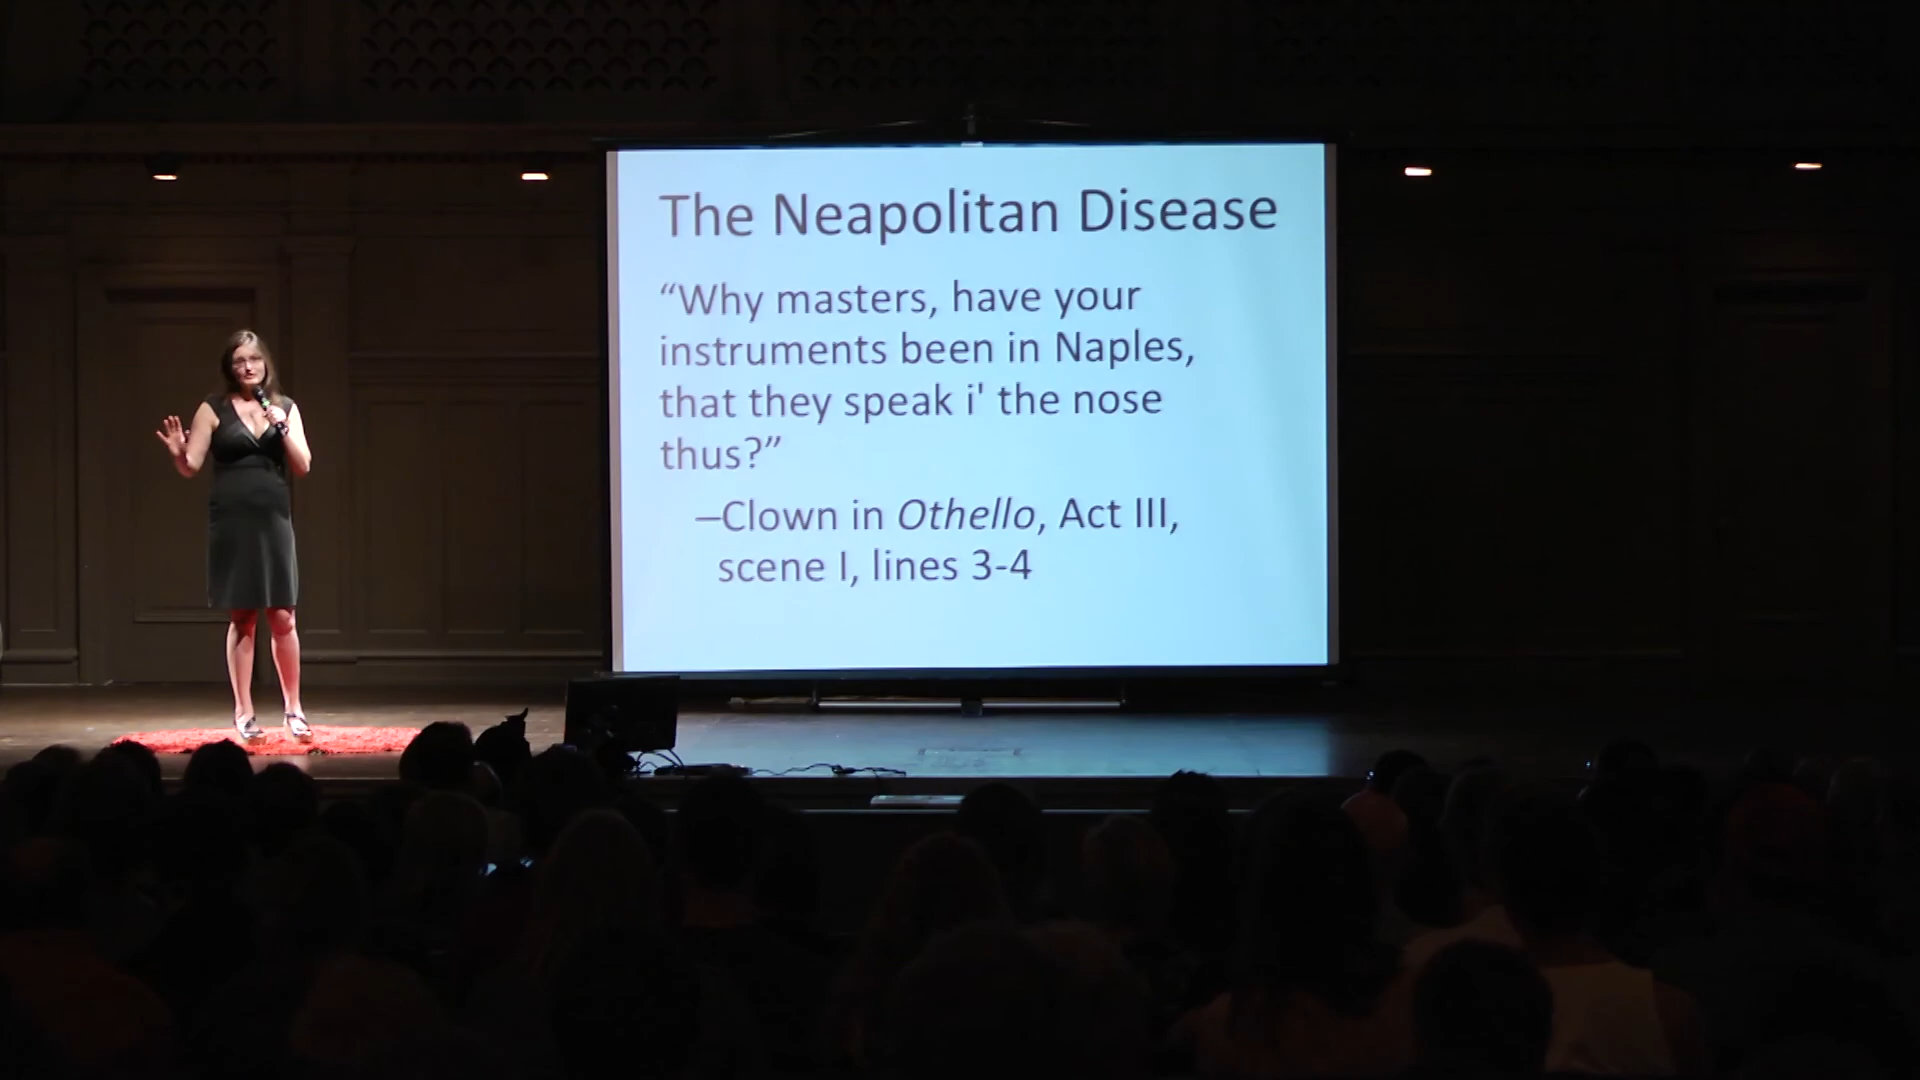 The Neapolitan Disease
“Why masters, have your
instruments been in Naples,
that they speak i' the nose
thus?”
–Clown in Othello, Act III,
scene I, lines 3-4